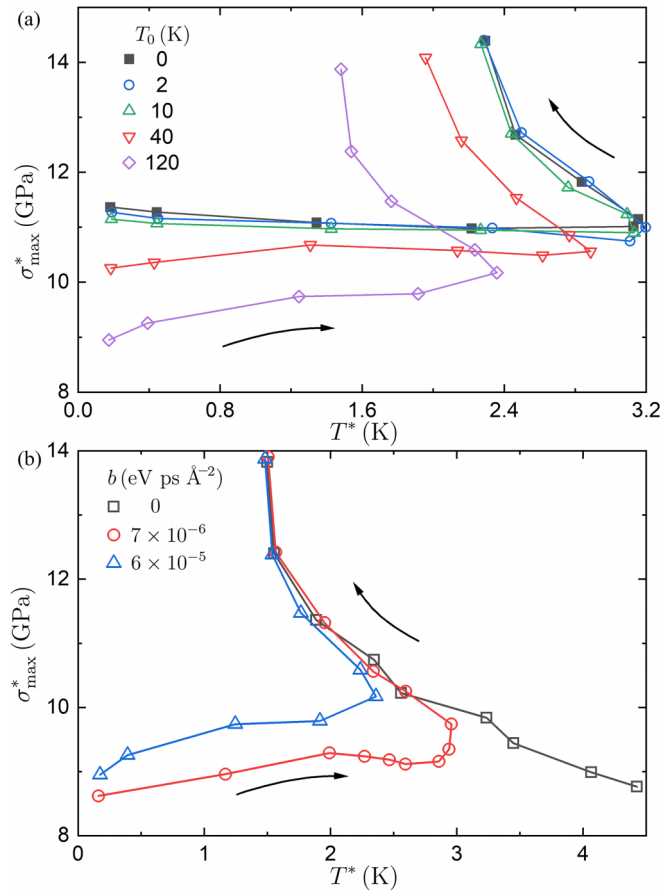 (a)
14
12
10
8
σ*max (GPa)
T0 (K)
0
2
10
40
120
0.0 0.8 1.6 2.4 3.2
T* (K)
(b)
14
12
10
8
σ*max (GPa)
b (eV ps Å⁻²)
0
7 × 10⁻⁶
6 × 10⁻⁵
0 1 2 3 4
T* (K)